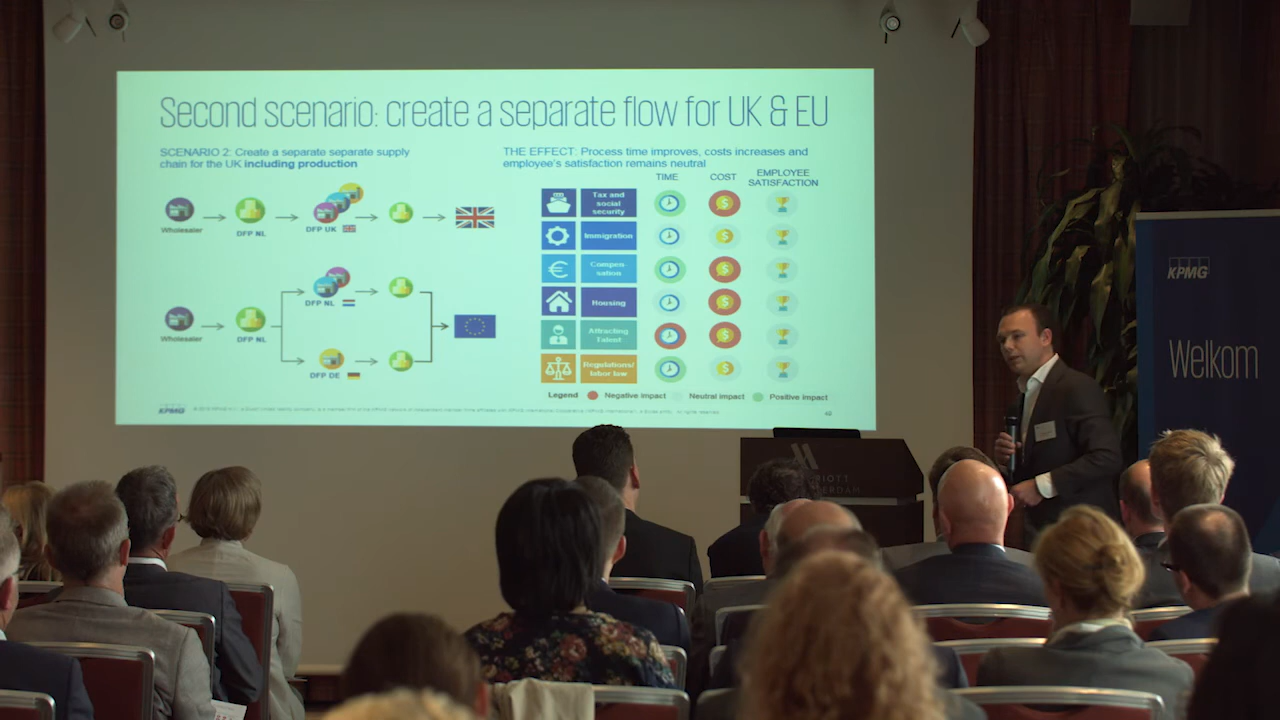 Second scenario: create a separate flow for UK & EU
SCENARIO 2: Create a separate separate supply
chain for the UK including production
Wholesaler
DFP NL
DFP UK
Wholesaler
DFP NL
DFP NL
DFP DE
THE EFFECT: Process time improves, costs increases and
employee's satisfaction remains neutral
TIME
COST
EMPLOYEE
SATISFACTION
Tax and
social
security
Immigration
Compen-
sation
Housing
Attracting
Talent
Regulations/
labor law
Legend
Negative impact
Neutral impact
Positive impact
KPMG
KPMG
Welkom